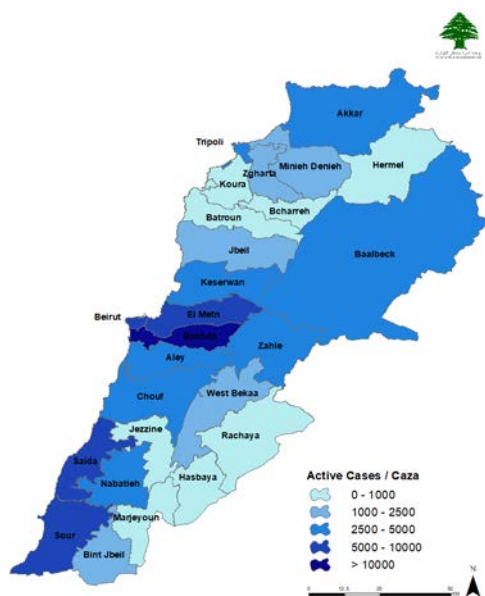 Akkar
Tripoli
Hermel
Minieh Denieh
Zgharta
Koura
Bcharreh
Batroun
Jbeil
Baalbeck
Keserwan
El Metn
Beirut
Baabda
Zahle
Aley
Chouf
West Bekaa
Jezzine
Rachaya
Saida
Hasbaya
Nabatieh
Marjeyoun
Sour
Bint Jbeil
Active Cases / Caza
0 - 1000
1000 - 2500
2500 - 5000
5000 - 10000
> 10000
N